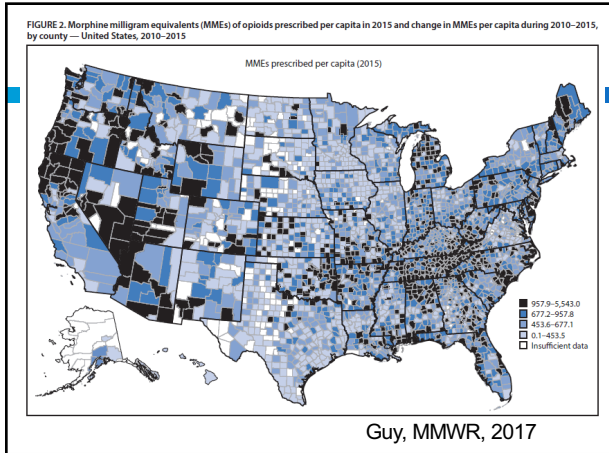 FIGURE 2. Morphine milligram equivalents (MMEs) of opioids prescribed per capita in 2015 and change in MMEs per capita during 2010–2015,
by county — United States, 2010–2015
MMEs prescribed per capita (2015)
957.9–5,543.0
677.2–957.8
453.6–677.1
0.1–453.5
Insufficient data
Guy, MMWR, 2017